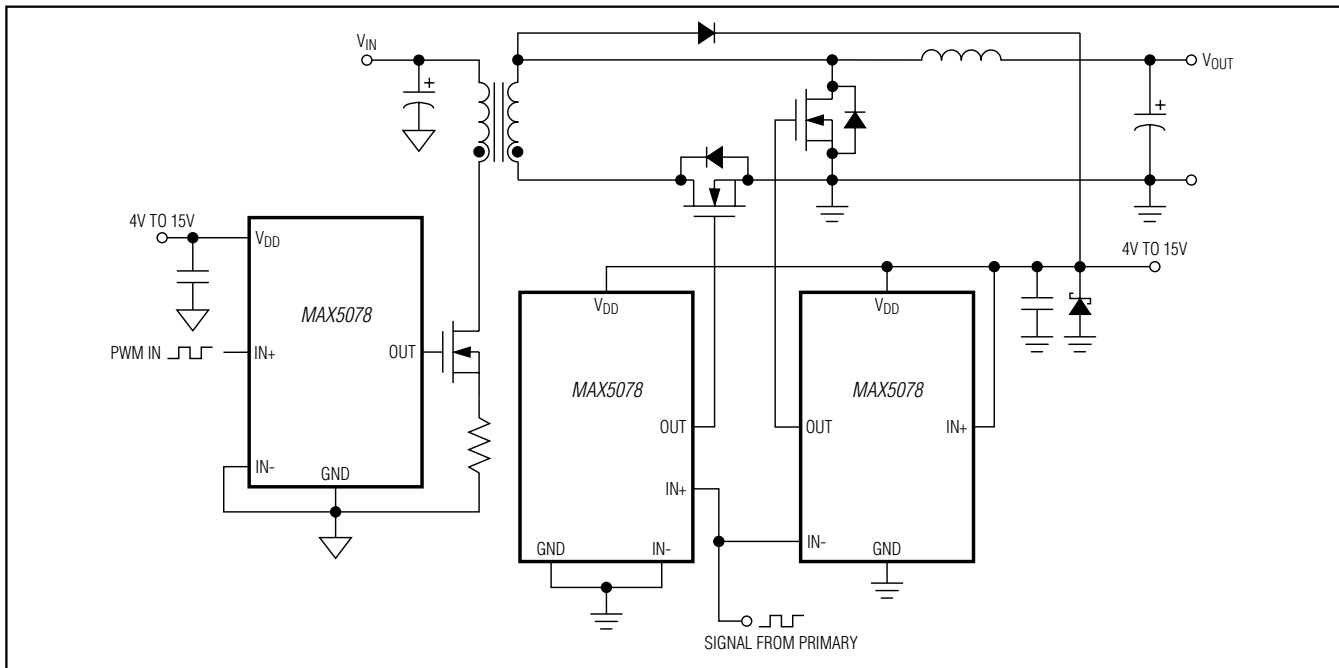 VIN
+
VOUT
+
4V TO 15V
VDD
MAX5078
PWM IN
IN+
OUT
IN-
GND
4V TO 15V
VDD
MAX5078
OUT
IN+
GND
IN-
VDD
MAX5078
OUT
IN+
IN-
GND
SIGNAL FROM PRIMARY